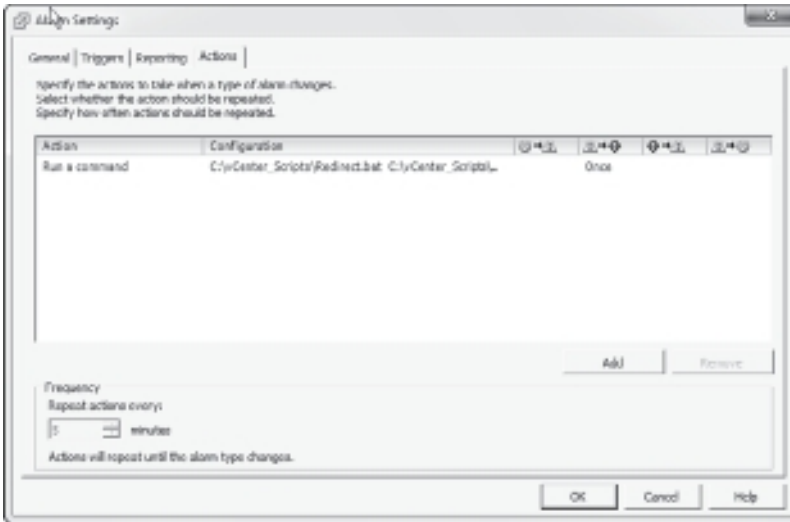 Alarm Settings
General Triggers Reporting Actions
Specify the actions to take when a type of alarm changes.
Select whether the action should be repeated.
Specify how often actions should be repeated.
Action Configuration
Run a command C:\vCenter_Scripts\Redirect.bat C:\vCenter_Scripts\... Once
Add Remove
Frequency
Repeat actions every:
5 minutes
Actions will repeat until the alarm type changes.
OK Cancel Help